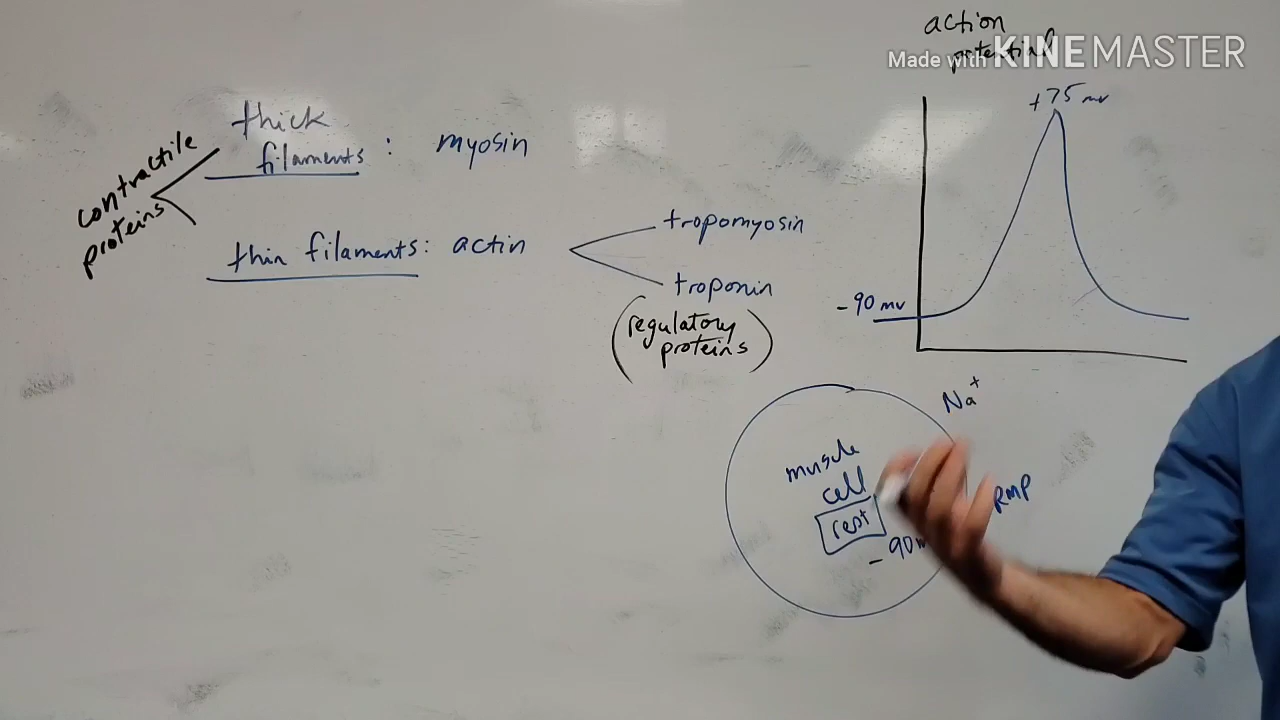 action
potential
Made with KINEMASTER
+75 mv
thick
filaments : myosin
contractile
proteins
tropomyosin
thin filaments: actin
troponin
(regulatory
proteins)
-90 mv
Na+
muscle
cell
rest
RMP
-90